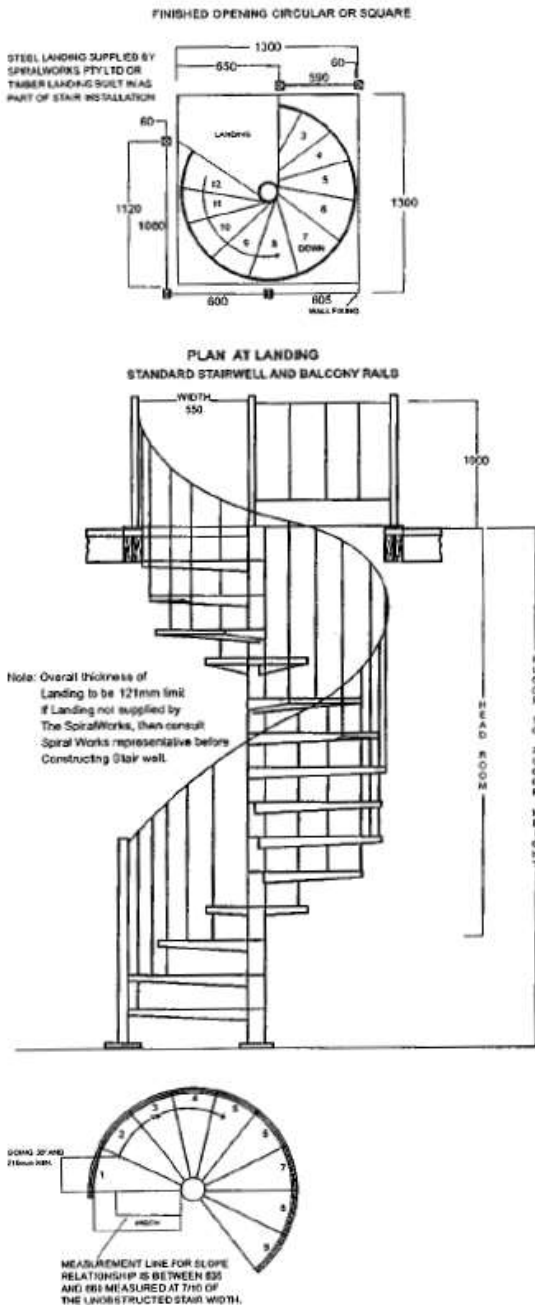 FINISHED OPENING CIRCULAR OR SQUARE
STEEL LANDING SUPPLIED BY
SPIRALWORKS PTY LTD OR
TIMBER LANDING BUILT IN AS
PART OF STAIR INSTALLATION
1300
650
60
590
60
LANDING
3
4
5
6
7
DOWN
8
9
10
11
12
1120
1080
1300
600
605
WALL FIXING
PLAN AT LANDING
STANDARD STAIRWELL AND BALCONY RAILS
WIDTH
550
1000
Note: Overall thickness of
Landing to be 121mm limit
If Landing not supplied by
The SpiralWorks, then consult
Spiral Works representative before
Constructing Stair well.
HEAD ROOM
1
2
3
4
5
6
7
8
9
GOING 30° AND
WIDTH
MEASUREMENT LINE FOR SLOPE
RELATIONSHIP IS BETWEEN
AND MEASURED AT 7/10 OF
THE UNOBSTRUCTED STAIR WIDTH.